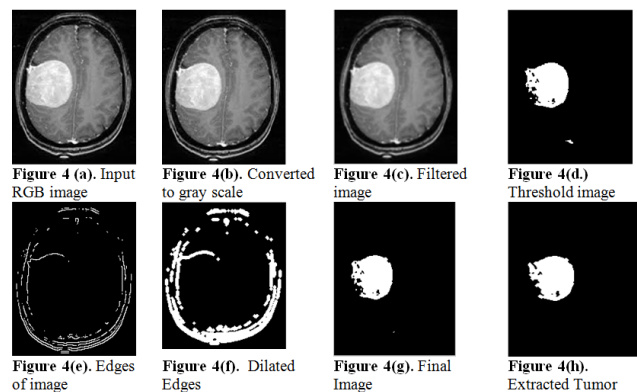 Figure 4 (a). Input
RGB image
Figure 4(b). Converted
to gray scale
Figure 4(c). Filtered
image
Figure 4(d.)
Threshold image
Figure 4(e). Edges
of image
Figure 4(f). Dilated
Edges
Figure 4(g). Final
Image
Figure 4(h).
Extracted Tumor